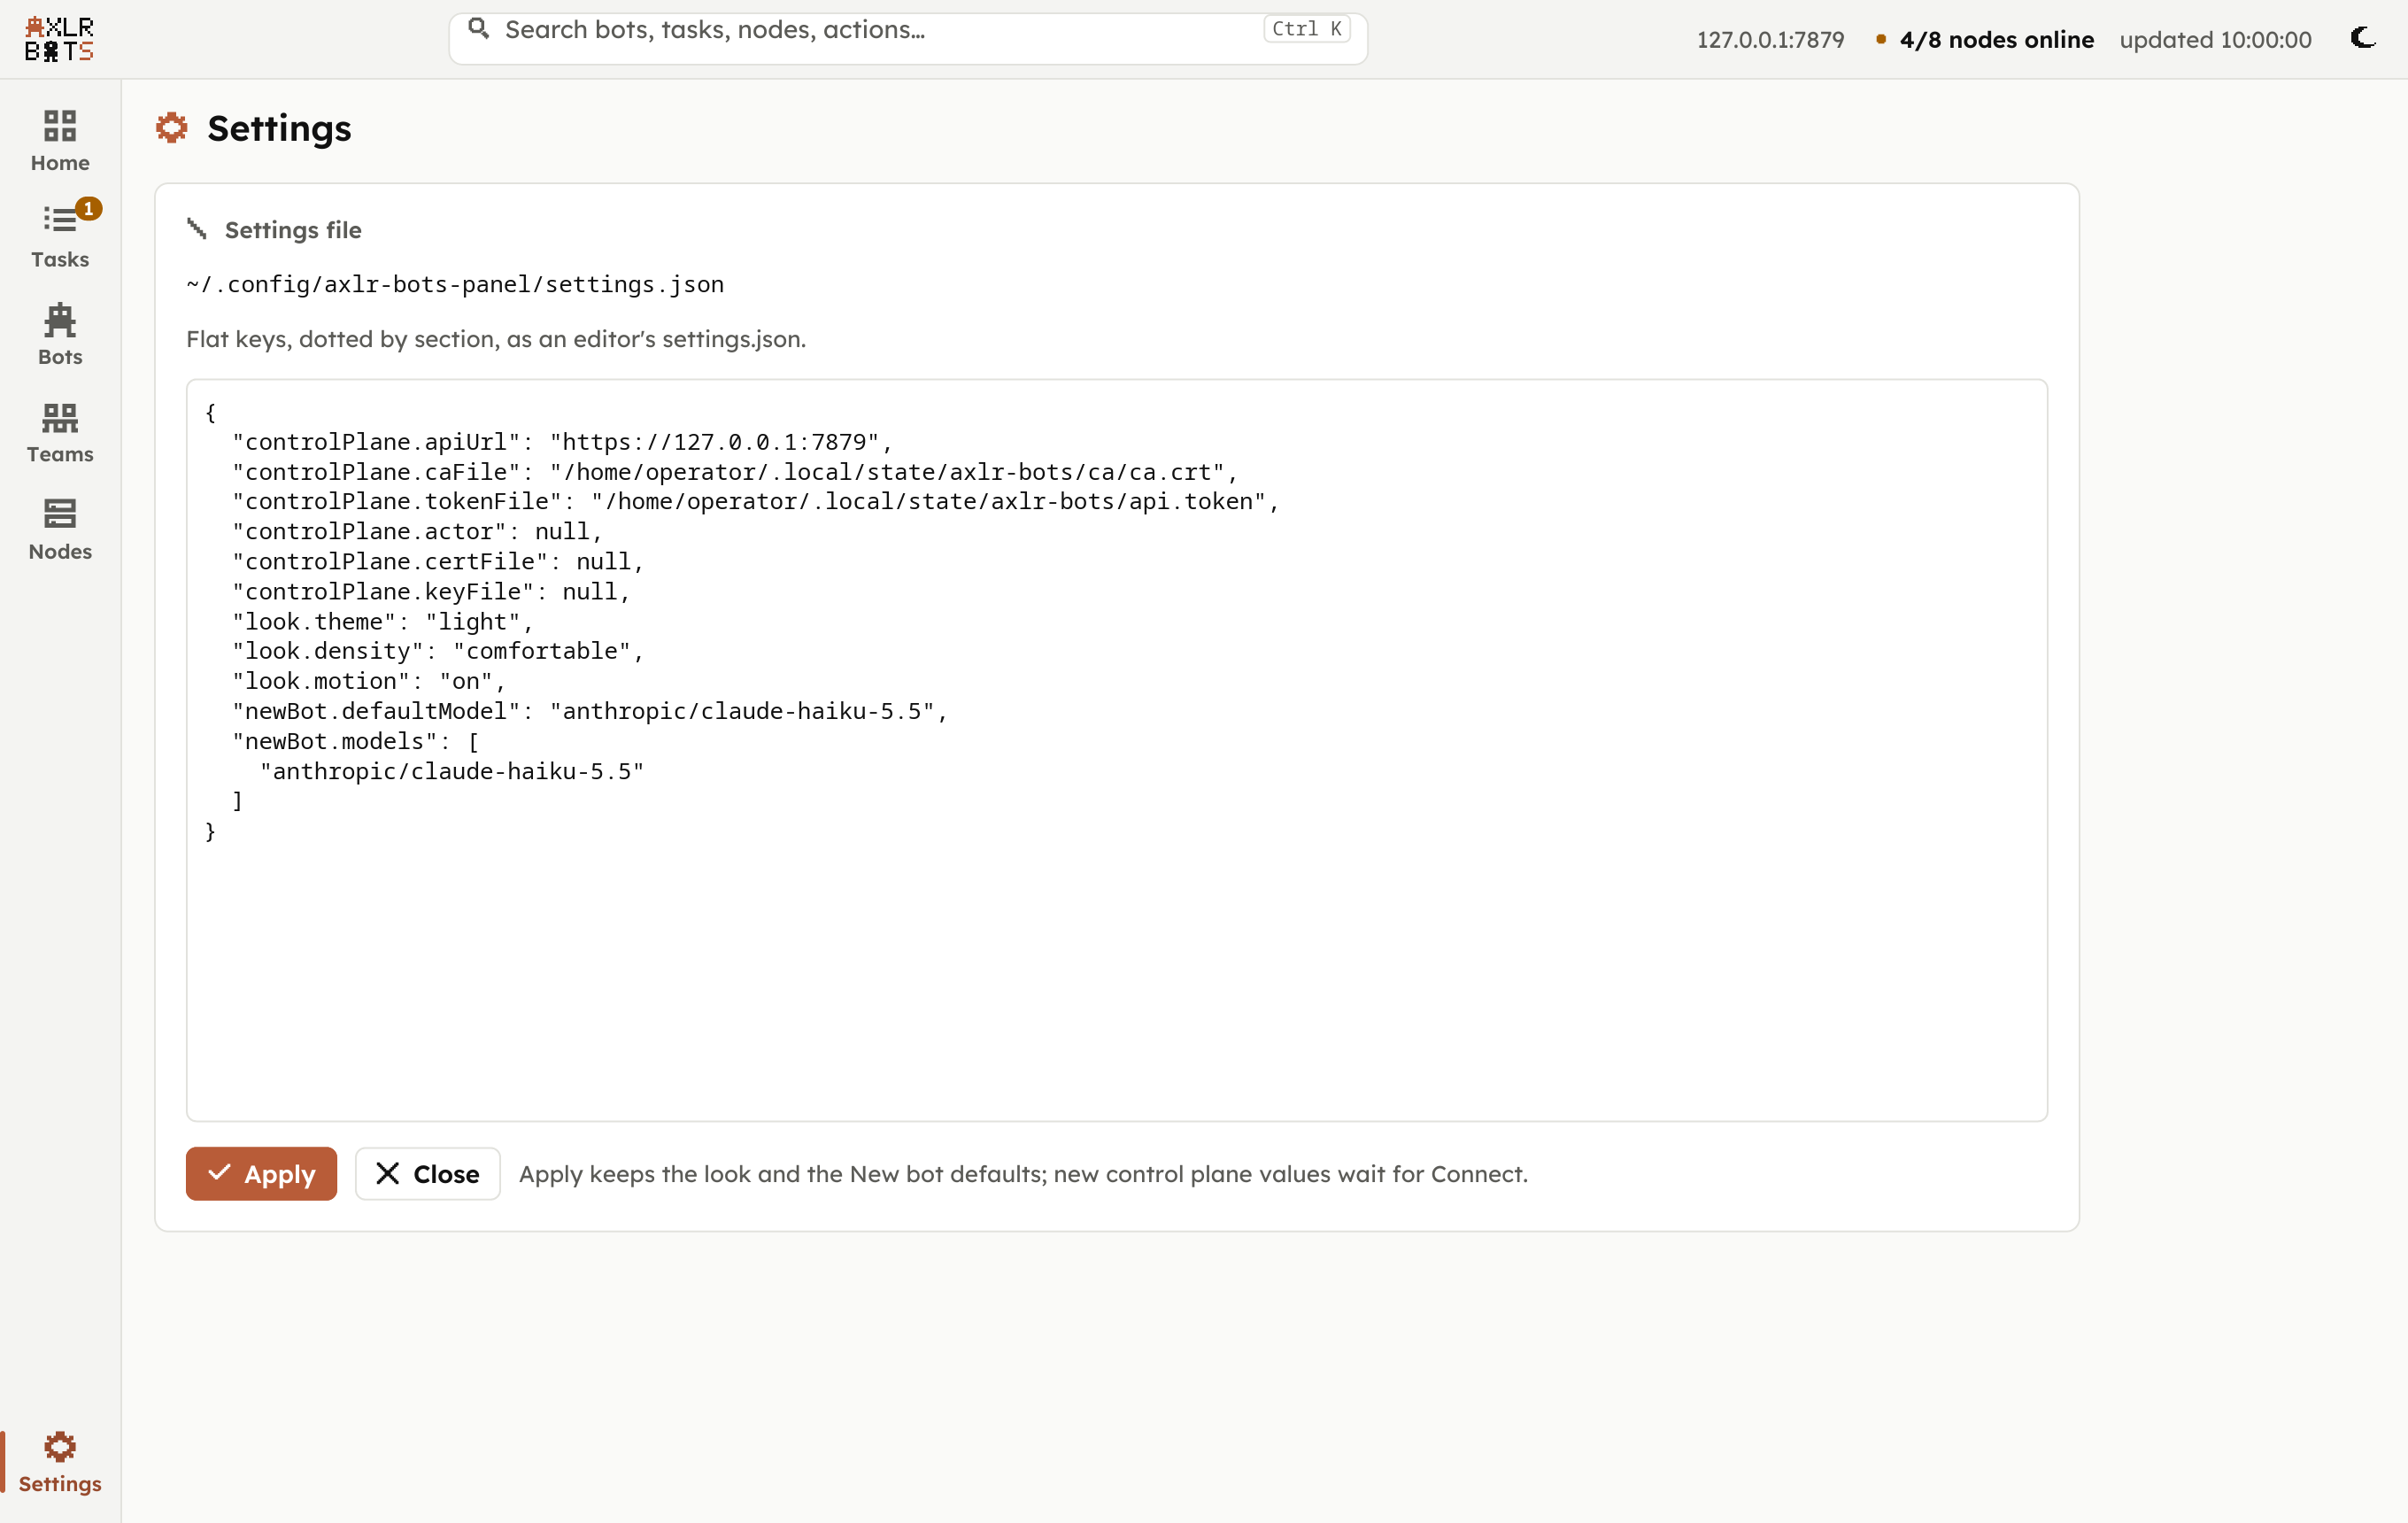 AXLR
BOTS
Search bots, tasks, nodes, actions...
Ctrl K
127.0.0.1:7879
4/8 nodes online
updated 10:00:00
Home
1
Tasks
Bots
Teams
Nodes
Settings
Settings
Settings file
~/.config/axlr-bots-panel/settings.json
Flat keys, dotted by section, as an editor's settings.json.
{
  "controlPlane.apiUrl": "https://127.0.0.1:7879",
  "controlPlane.caFile": "/home/operator/.local/state/axlr-bots/ca/ca.crt",
  "controlPlane.tokenFile": "/home/operator/.local/state/axlr-bots/api.token",
  "controlPlane.actor": null,
  "controlPlane.certFile": null,
  "controlPlane.keyFile": null,
  "look.theme": "light",
  "look.density": "comfortable",
  "look.motion": "on",
  "newBot.defaultModel": "anthropic/claude-haiku-5.5",
  "newBot.models": [
    "anthropic/claude-haiku-5.5"
  ]
}
Apply
Close
Apply keeps the look and the New bot defaults; new control plane values wait for Connect.